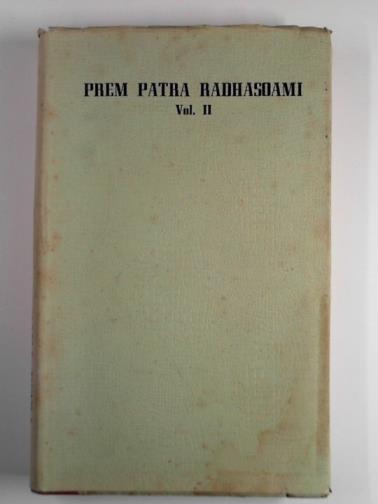 PREM PATRA RADHASOAMI
Vol. II